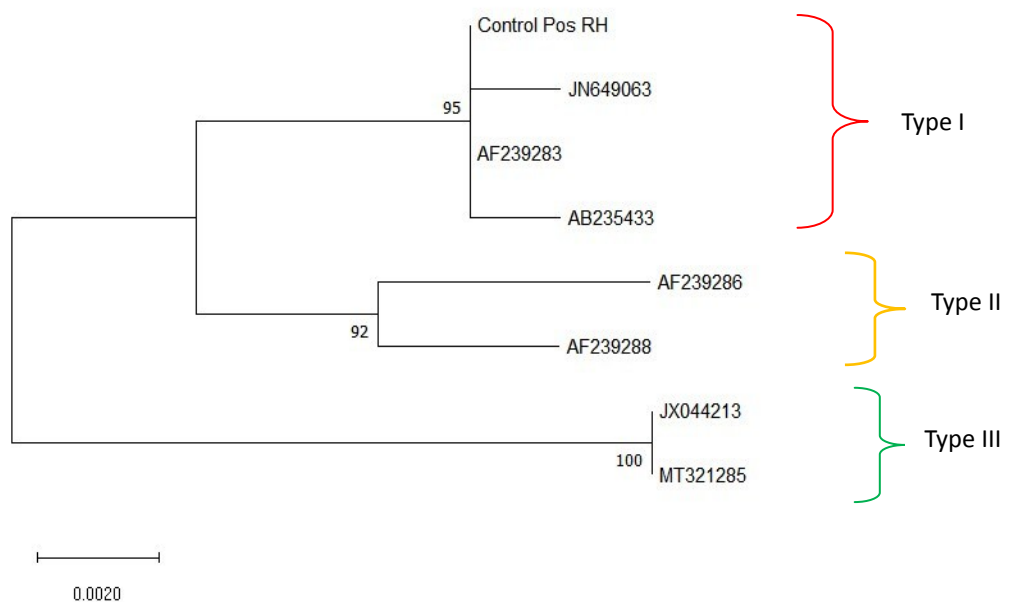 Control Pos RH
95
JN649063
Type I
AF239283
AB235433
AF239286
Type II
92
AF239288
JX044213
Type III
100
MT321285
0.0020